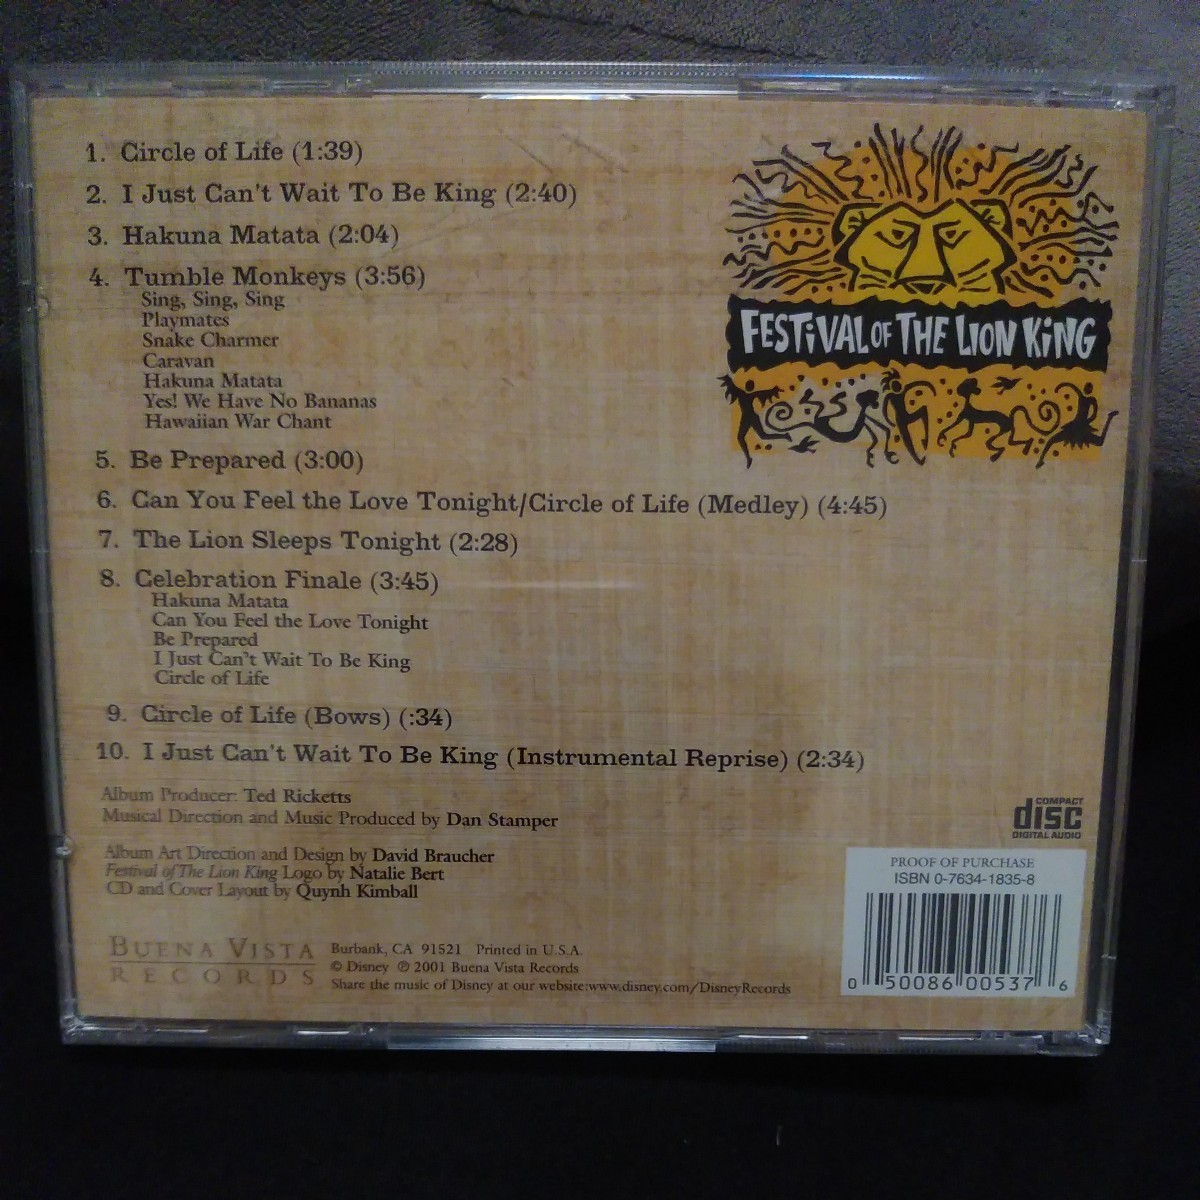 1. Circle of Life (1:39)
2. I Just Can't Wait To Be King (2:40)
3. Hakuna Matata (2:04)
4. Tumble Monkeys (3:56)
Sing, Sing, Sing
Playmates
Snake Charmer
Caravan
Hakuna Matata
Yes! We Have No Bananas
Hawaiian War Chant
5. Be Prepared (3:00)
6. Can You Feel the Love Tonight/Circle of Life (Medley) (4:45)
7. The Lion Sleeps Tonight (2:28)
8. Celebration Finale (3:45)
Hakuna Matata
Can You Feel the Love Tonight
Be Prepared
I Just Can't Wait To Be King
Circle of Life
9. Circle of Life (Bows) (:34)
10. I Just Can't Wait To Be King (Instrumental Reprise) (2:34)
FESTIVAL OF THE LION KING
Album Producer: Ted Ricketts
Musical Direction and Music Produced by Dan Stamper
Album Art Direction and Design by David Braucher
Festival of The Lion King Logo by Natalie Bert
CD and Cover Layout by Quynh Kimball
BUENA VISTA
RECORDS
Burbank, CA 91521 Printed in U.S.A.
© Disney ℗ 2001 Buena Vista Records
Share the music of Disney at our website:www.disney.com/DisneyRecords
COMPACT
disc
DIGITAL AUDIO
PROOF OF PURCHASE
ISBN 0-7634-1835-8
0 50086 00537 6